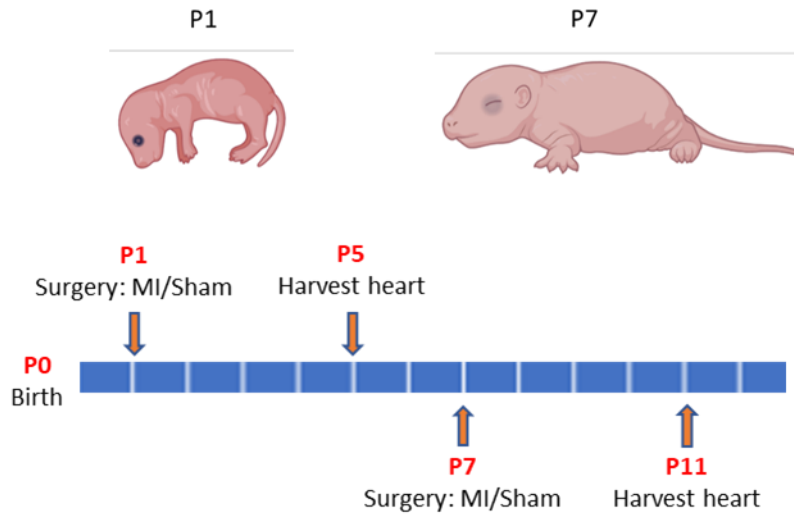 P1
P7
P1
Surgery: MI/Sham
P5
Harvest heart
P0
Birth
P7
Surgery: MI/Sham
P11
Harvest heart